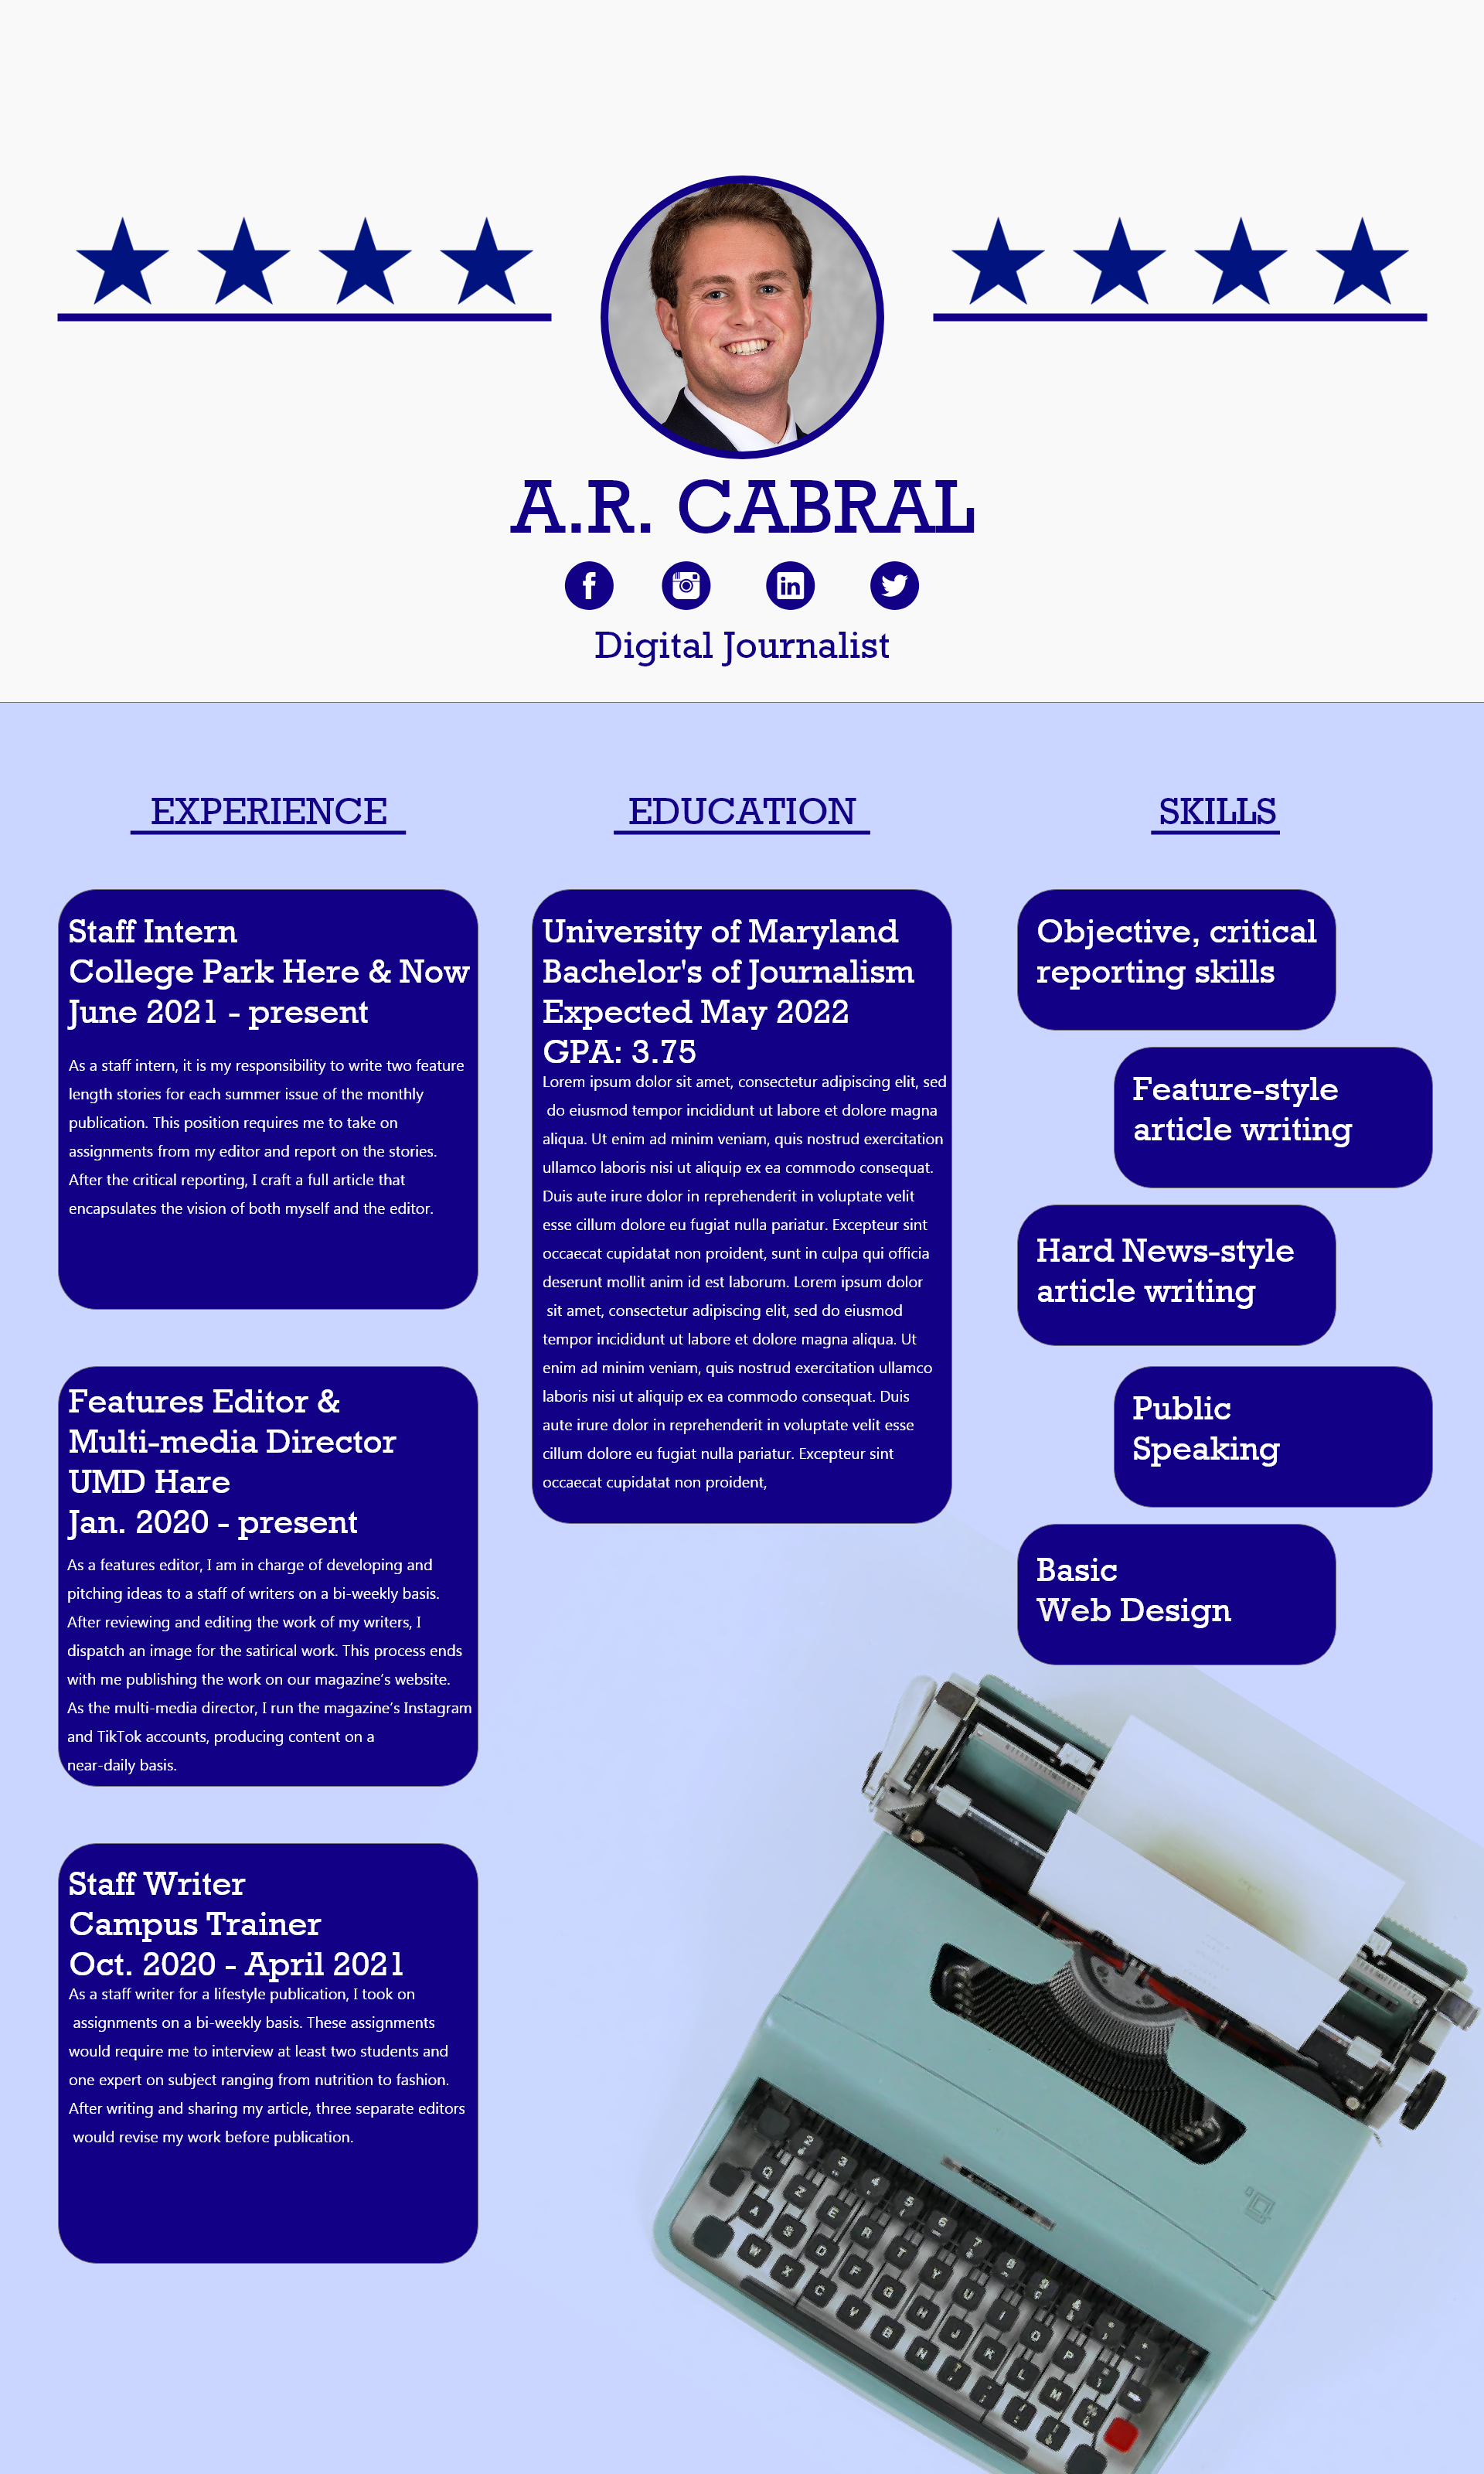 A.R. CABRAL
Digital Journalist
EXPERIENCE
Staff Intern
College Park Here & Now
June 2021 - present
As a staff intern, it is my responsibility to write two feature
length stories for each summer issue of the monthly
publication. This position requires me to take on
assignments from my editor and report on the stories.
After the critical reporting, I craft a full article that
encapsulates the vision of both myself and the editor.
Features Editor &
Multi-media Director
UMD Hare
Jan. 2020 - present
As a features editor, I am in charge of developing and
pitching ideas to a staff of writers on a bi-weekly basis.
After reviewing and editing the work of my writers, I
dispatch an image for the satirical work. This process ends
with me publishing the work on our magazine’s website.
As the multi-media director, I run the magazine’s Instagram
and TikTok accounts, producing content on a
near-daily basis.
Staff Writer
Campus Trainer
Oct. 2020 - April 2021
As a staff writer for a lifestyle publication, I took on
assignments on a bi-weekly basis. These assignments
would require me to interview at least two students and
one expert on subject ranging from nutrition to fashion.
After writing and sharing my article, three separate editors
would revise my work before publication.
EDUCATION
University of Maryland
Bachelor's of Journalism
Expected May 2022
GPA: 3.75
Lorem ipsum dolor sit amet, consectetur adipiscing elit, sed
do eiusmod tempor incididunt ut labore et dolore magna
aliqua. Ut enim ad minim veniam, quis nostrud exercitation
ullamco laboris nisi ut aliquip ex ea commodo consequat.
Duis aute irure dolor in reprehenderit in voluptate velit
esse cillum dolore eu fugiat nulla pariatur. Excepteur sint
occaecat cupidatat non proident, sunt in culpa qui officia
deserunt mollit anim id est laborum. Lorem ipsum dolor
sit amet, consectetur adipiscing elit, sed do eiusmod
tempor incididunt ut labore et dolore magna aliqua. Ut
enim ad minim veniam, quis nostrud exercitation ullamco
laboris nisi ut aliquip ex ea commodo consequat. Duis
aute irure dolor in reprehenderit in voluptate velit esse
cillum dolore eu fugiat nulla pariatur. Excepteur sint
occaecat cupidatat non proident,
SKILLS
Objective, critical
reporting skills
Feature-style
article writing
Hard News-style
article writing
Public
Speaking
Basic
Web Design
2 3 4 5 6 7 8 9
Q Z E R T Y U I O P
A S D F G H J K L M
W X C V B N